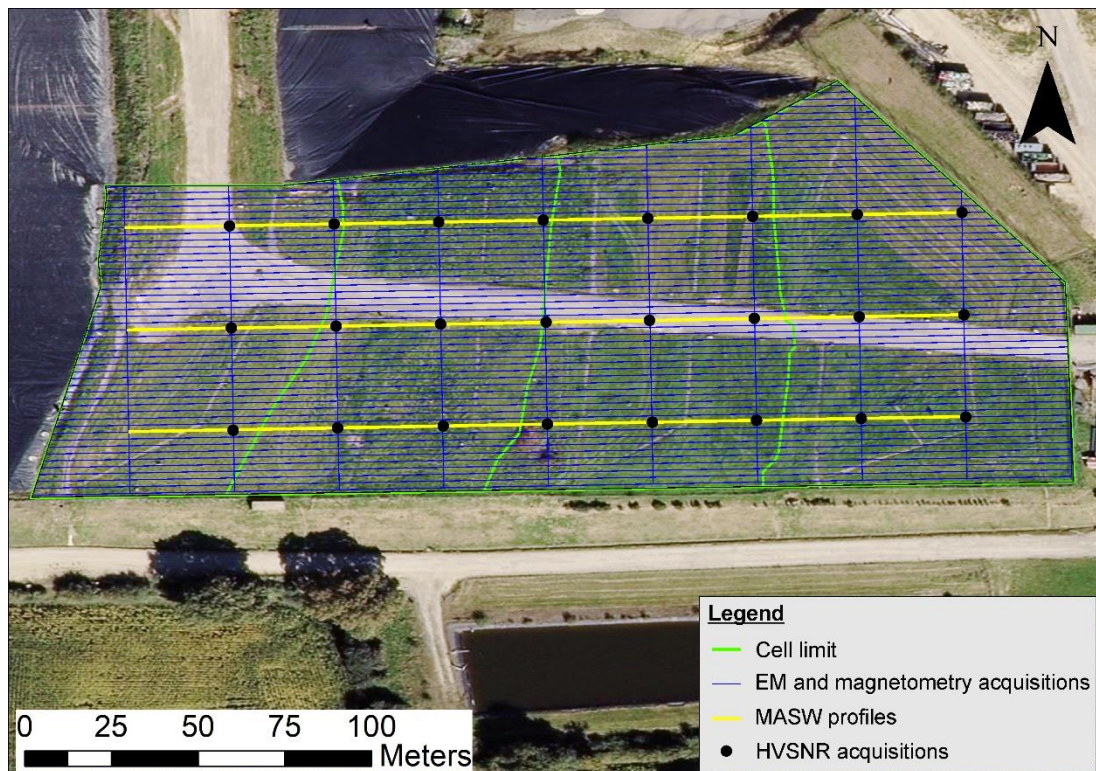 N
Legend
Cell limit
EM and magnetometry acquisitions
MASW profiles
HVSNR acquisitions
0 25 50 75 100
Meters